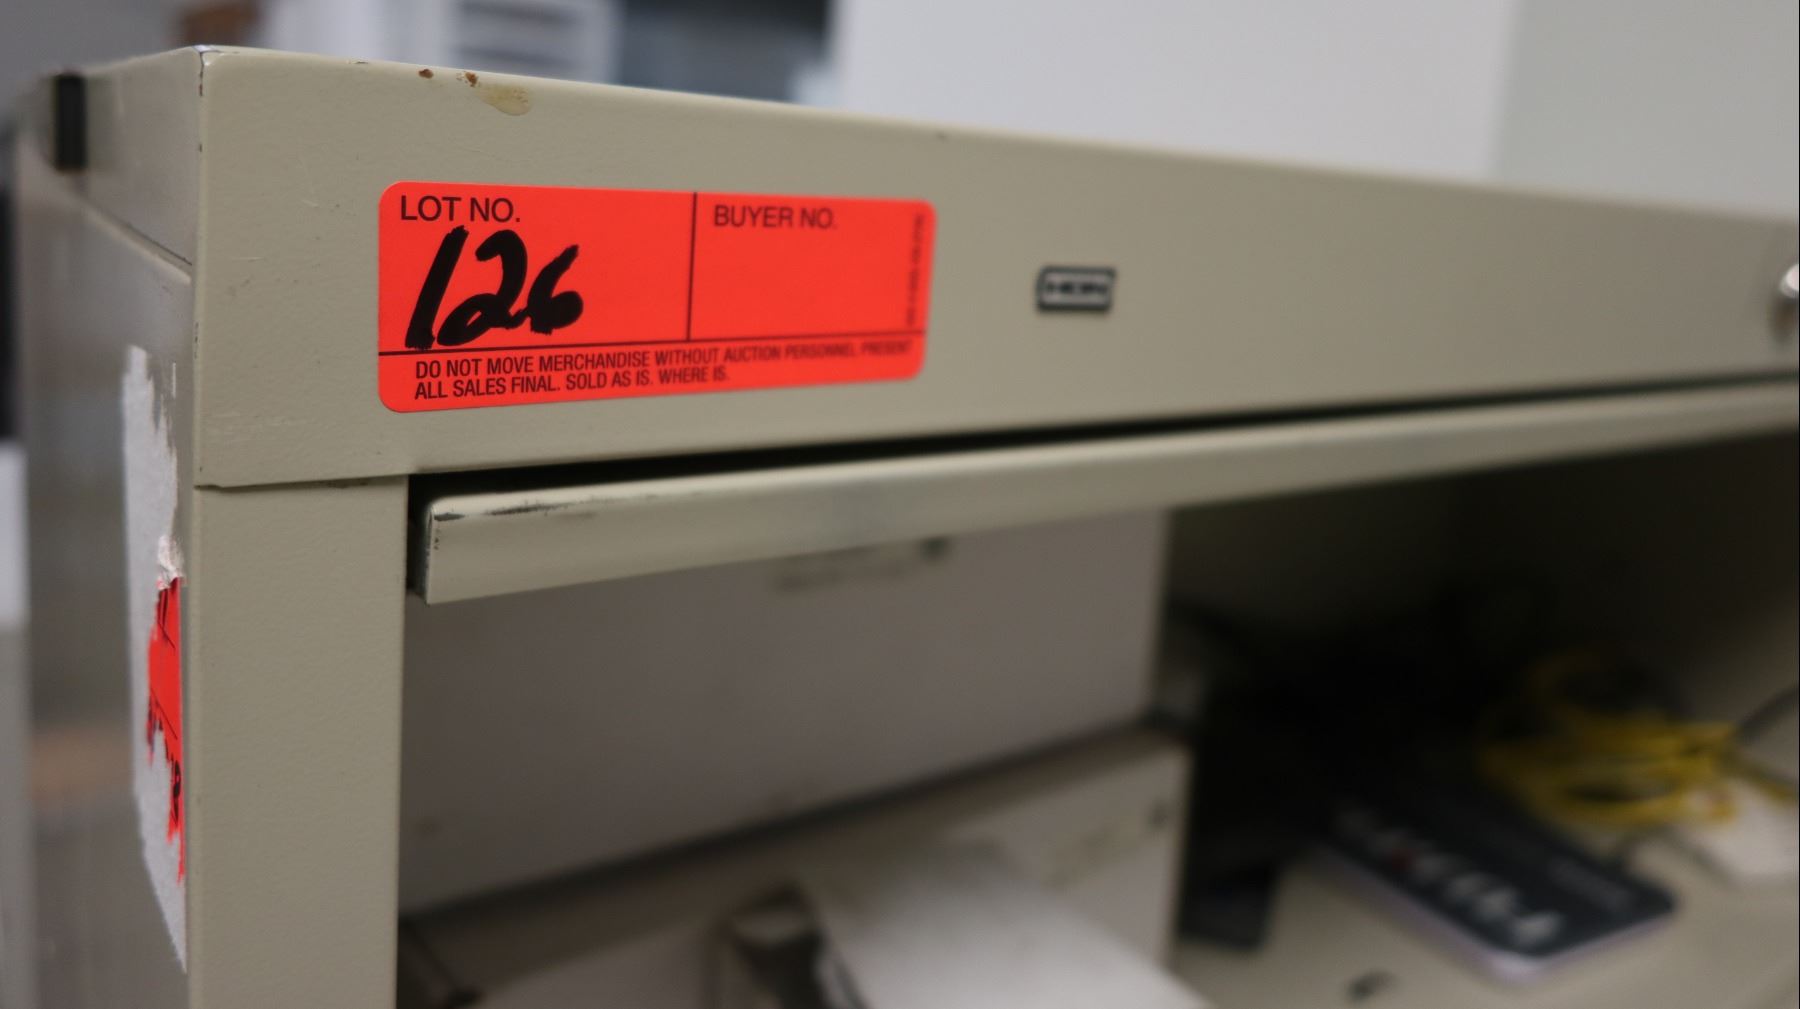 LOT NO.
126
BUYER NO.
DO NOT MOVE MERCHANDISE WITHOUT AUCTION PERSONNEL PRESENT
ALL SALES FINAL. SOLD AS IS. WHERE IS.
HON